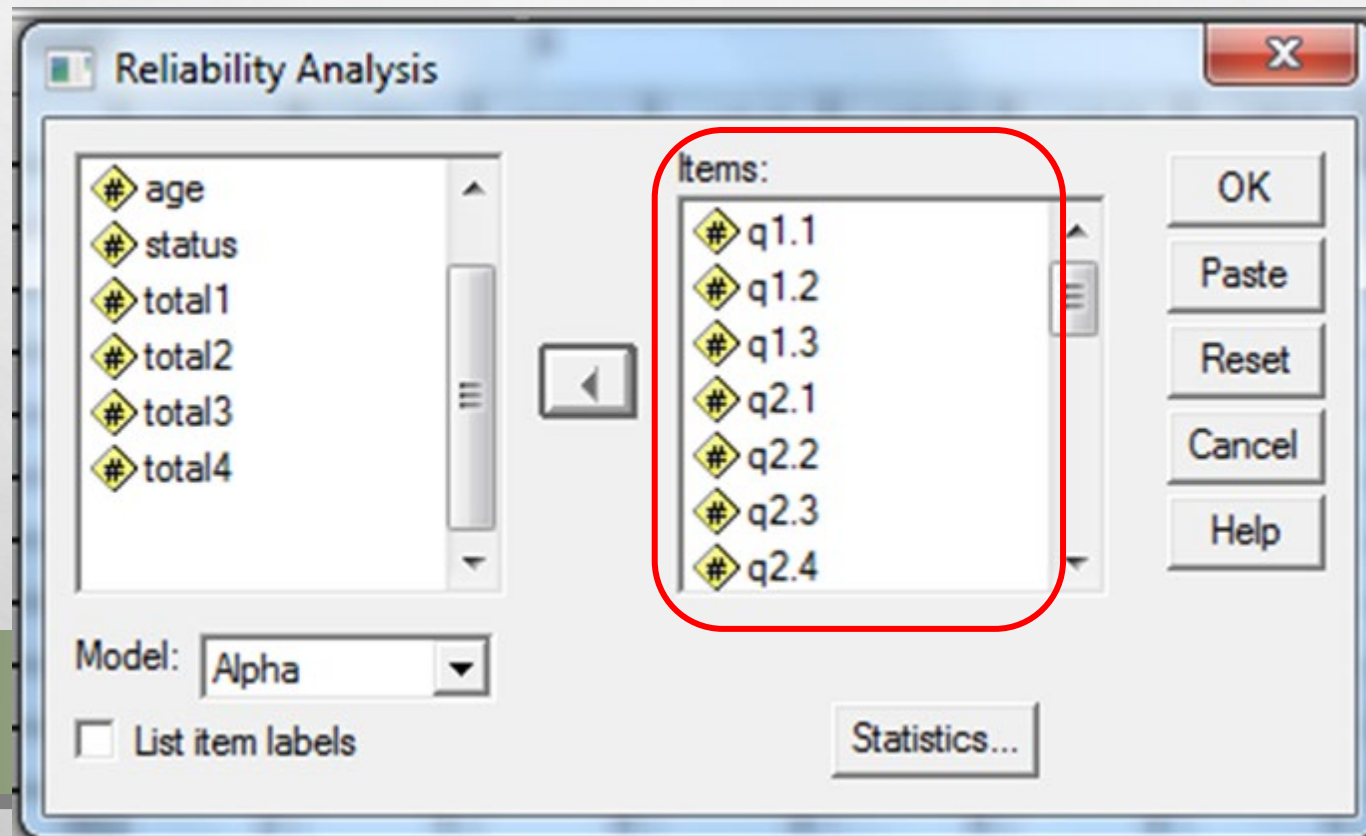 Reliability Analysis
age
status
total1
total2
total3
total4
Items:
q1.1
q1.2
q1.3
q2.1
q2.2
q2.3
q2.4
OK
Paste
Reset
Cancel
Help
Model:
Alpha
List item labels
Statistics...